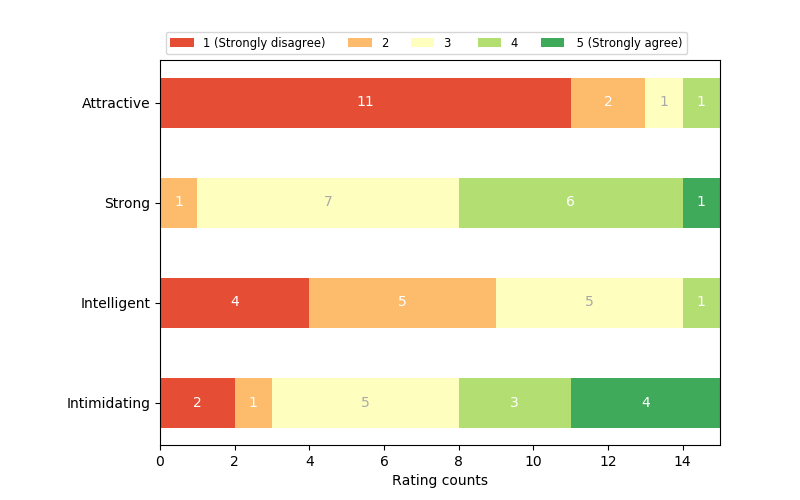 1 (Strongly disagree) 2 3 4 5 (Strongly agree)
Attractive 11 2 1 1
Strong 1 7 6 1
Intelligent 4 5 5 1
Intimidating 2 1 5 3 4
0 2 4 6 8 10 12 14
Rating counts